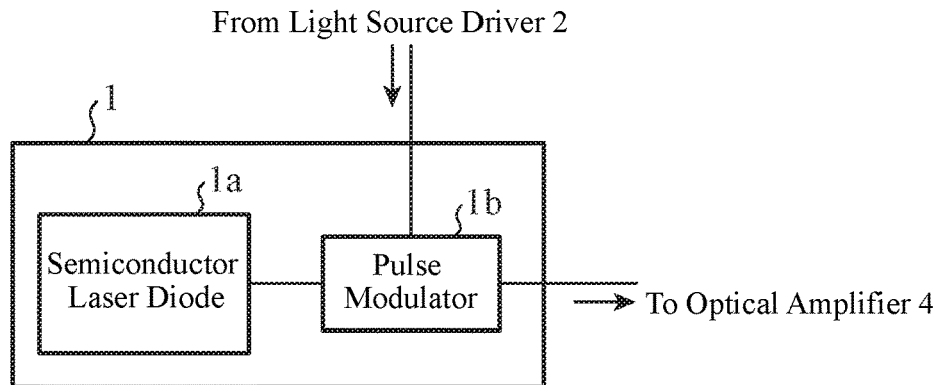 From Light Source Driver 2
1
1a
1b
Semiconductor
Laser Diode
Pulse
Modulator
To Optical Amplifier 4